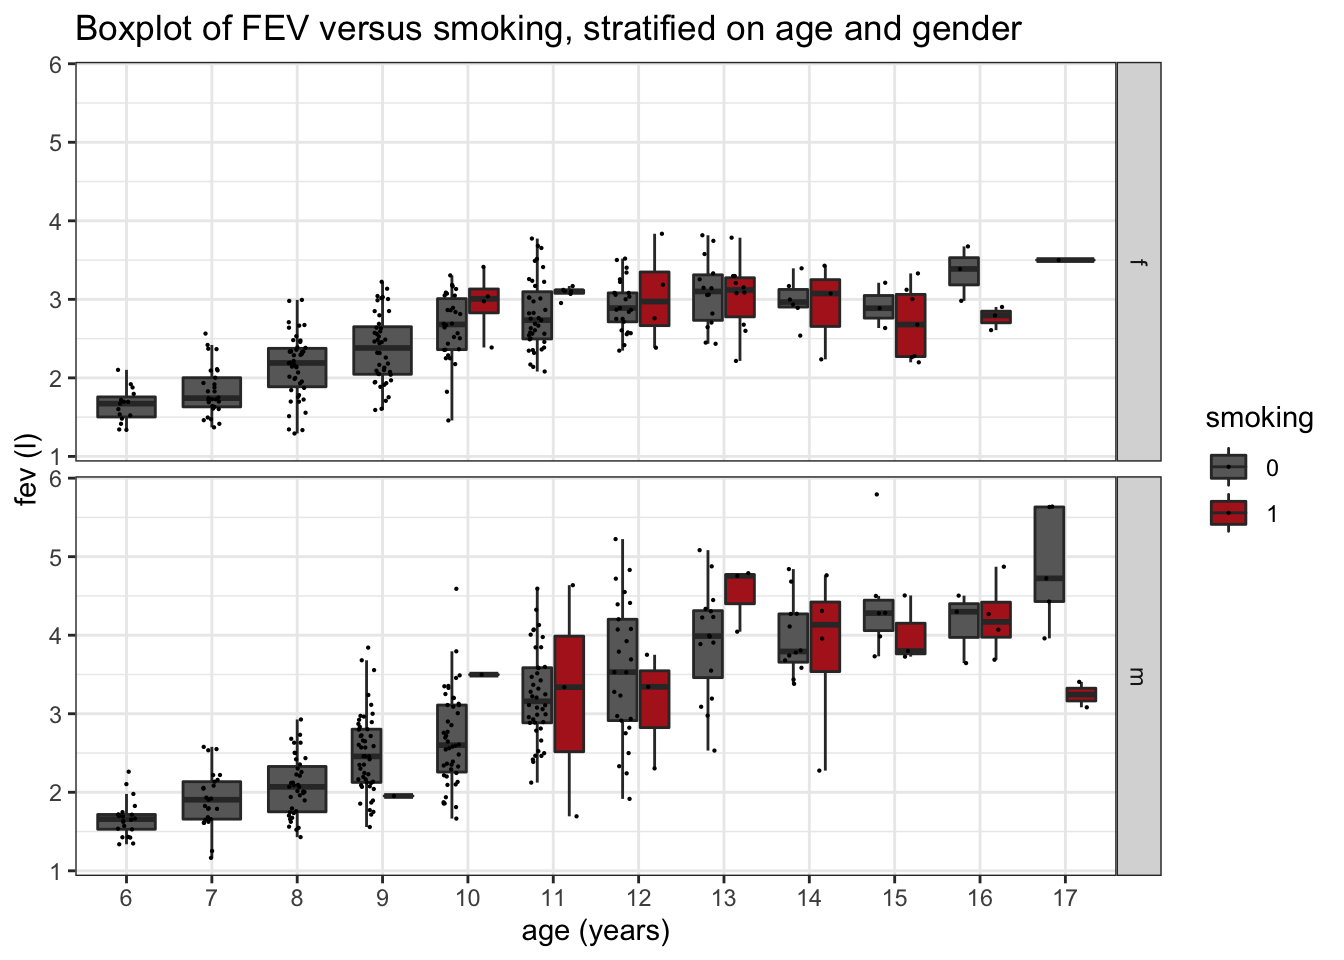 Boxplot of FEV versus smoking, stratified on age and gender
6
5
4
3
2
1
f
6
5
4
3
2
1
m
fev (l)
6 7 8 9 10 11 12 13 14 15 16 17
age (years)
smoking
0
1